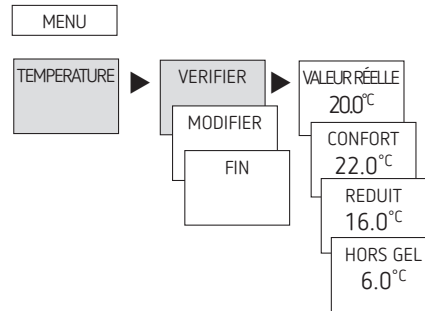 MENU
TEMPERATURE
VERIFIER
MODIFIER
FIN
VALEUR RÉELLE
20.0°C
CONFORT
22.0°C
REDUIT
16.0°C
HORS GEL
6.0°C